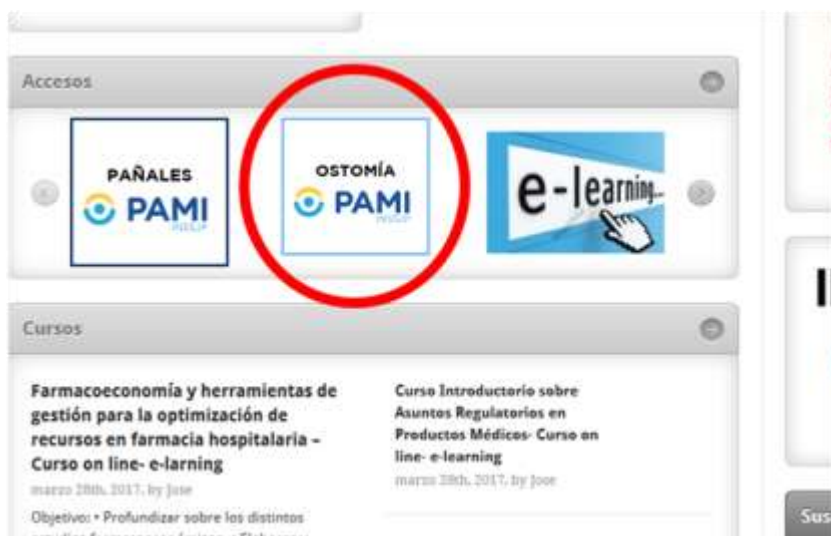 Accesos
PAÑALES
PAMI
OSTOMÍA
PAMI
e-learning...
Cursos
Farmacoeconomía y herramientas de
gestión para la optimización de
recursos en farmacia hospitalaria –
Curso on line- e-larning
marzo 28th, 2017, by Jose
Objetivo: • Profundizar sobre los distintos
Curso Introductorio sobre
Asuntos Regulatorios en
Productos Médicos- Curso on
line- e-learning
marzo 28th, 2017, by Jose
Sus